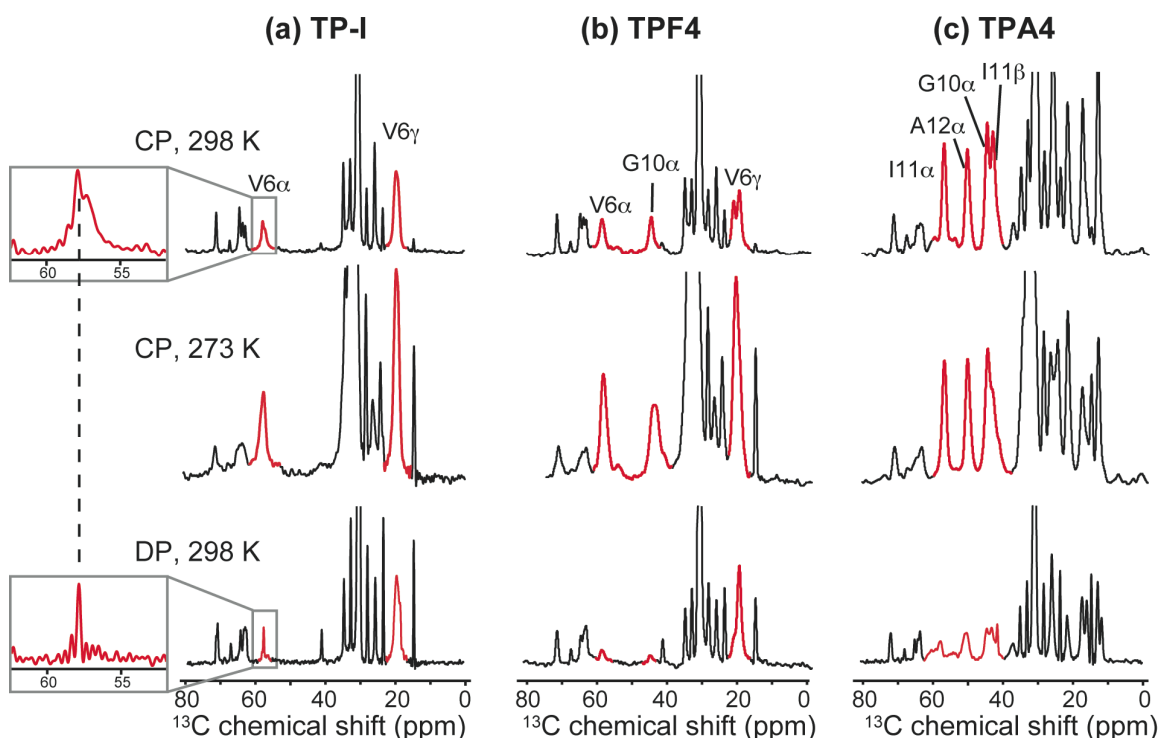 (a) TP-I
(b) TPF4
(c) TPA4
CP, 298 K
V6α
V6γ
60 55
V6α
G10α
V6γ
I11α
A12α
G10α
I11β
CP, 273 K
DP, 298 K
60 55
80 60 40 20 0
80 60 40 20 0
80 60 40 20 0
¹³C chemical shift (ppm)
¹³C chemical shift (ppm)
¹³C chemical shift (ppm)